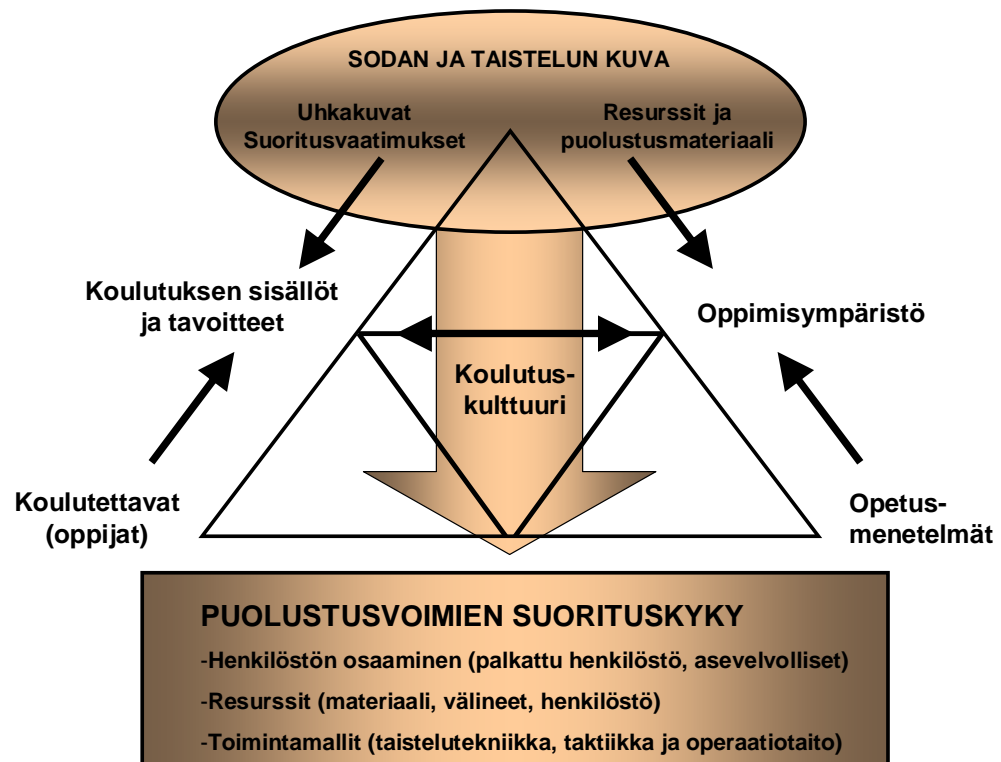 SODAN JA TAISTELUN KUVA
Uhkakuvat
Suoritusvaatimukset
Resurssit ja
puolustusmateriaali
Koulutuksen sisällöt
ja tavoitteet
Oppimisympäristö
Koulutus-
kulttuuri
Koulutettavat
(oppijat)
Opetus-
menetelmät
PUOLUSTUSVOIMIEN SUORITUSKYKY
-Henkilöstön osaaminen (palkattu henkilöstö, asevelvolliset)
-Resurssit (materiaali, välineet, henkilöstö)
-Toimintamallit (taistelutekniikka, taktiikka ja operaatiotaito)